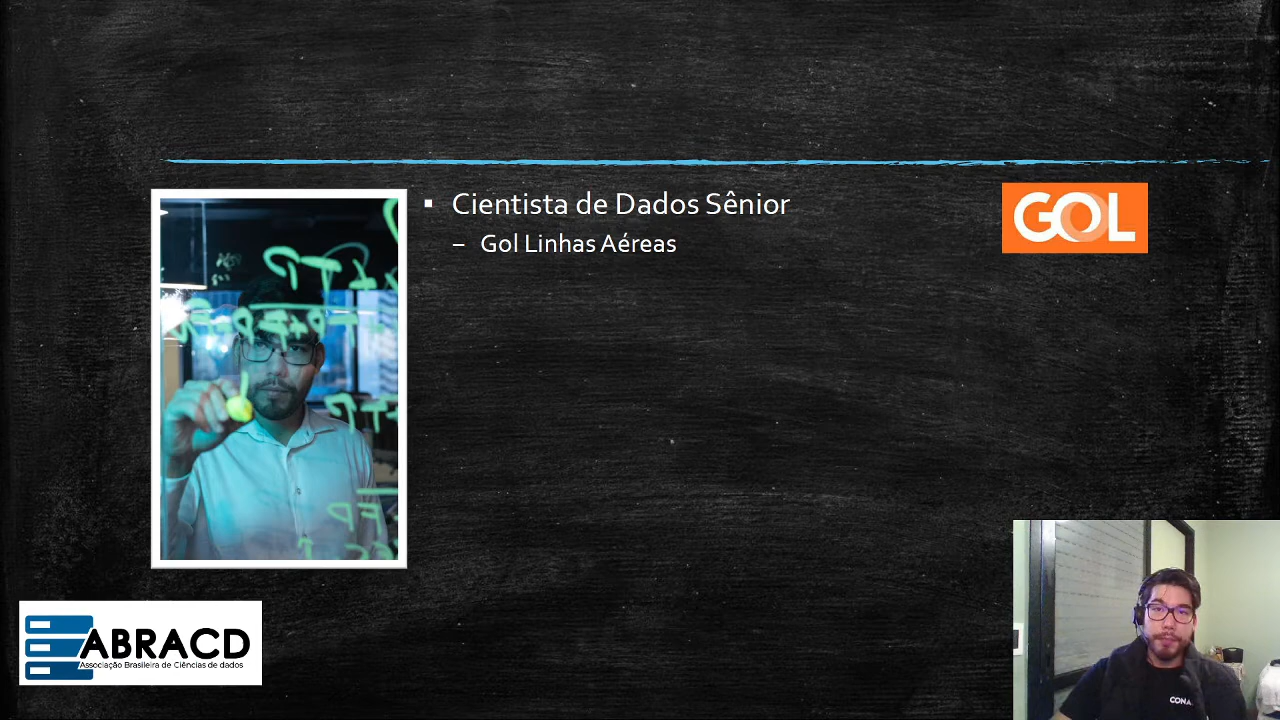 Cientista de Dados Sênior
Gol Linhas Aéreas
GOL
ABRACD
Associação Brasileira de Ciências de dados